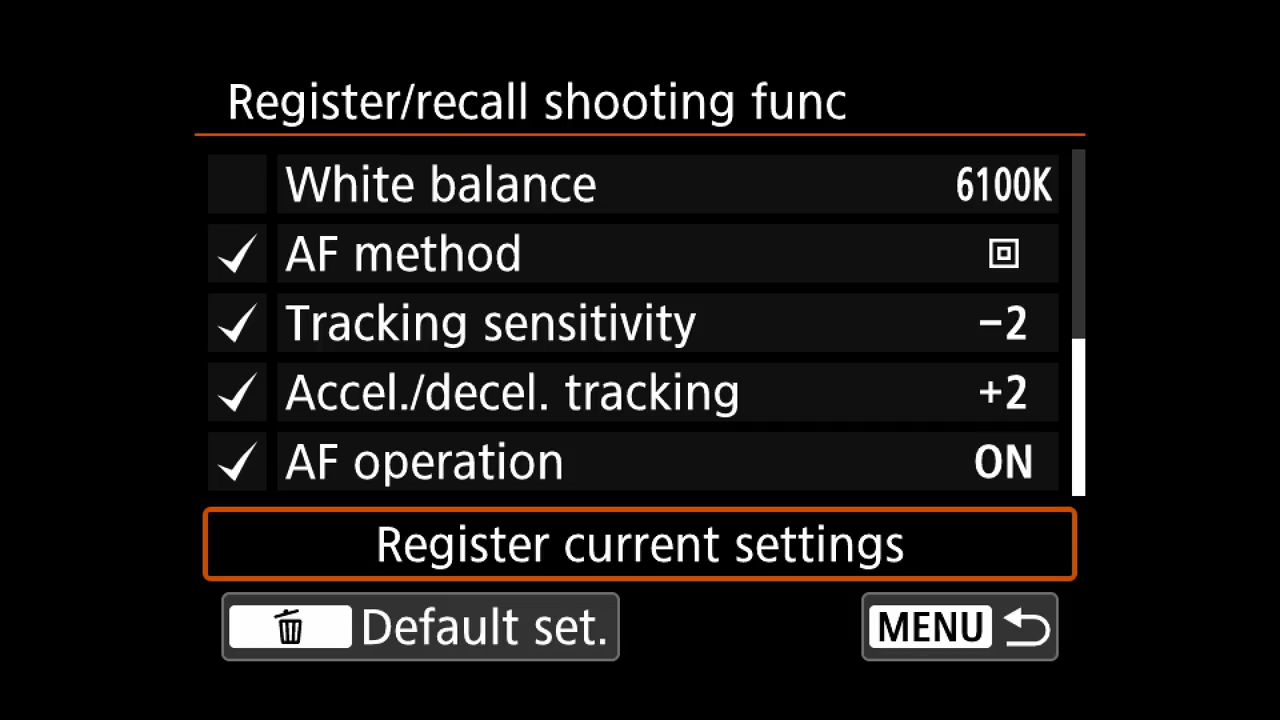 Register/recall shooting func
White balance 6100K
AF method
Tracking sensitivity −2
Accel./decel. tracking +2
AF operation ON
Register current settings
Default set. MENU